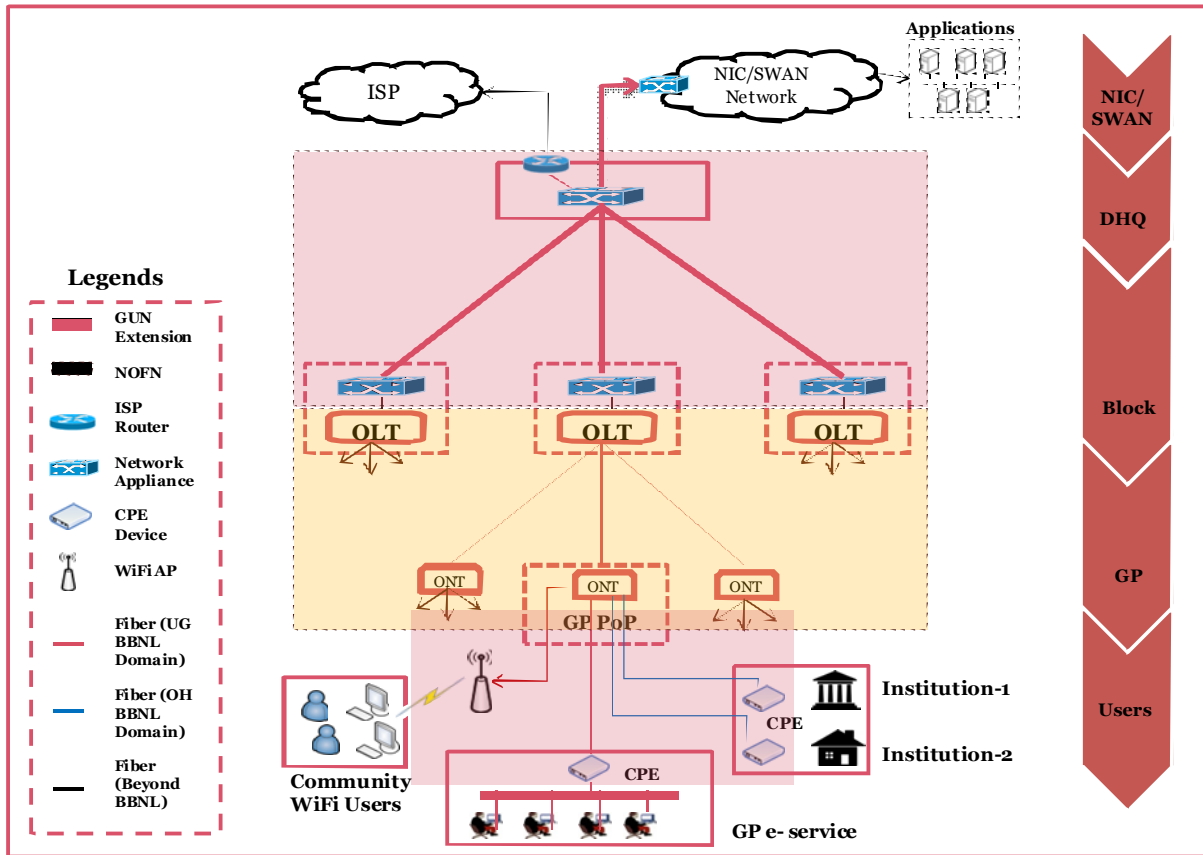 Applications
ISP
NIC/SWAN
Network
NIC/
SWAN
DHQ
Legends
GUN
Extension
NOFN
ISP
Router
Network
Appliance
CPE
Device
WiFi AP
Fiber (UG
BBNL
Domain)
Fiber (OH
BBNL
Domain)
Fiber
(Beyond
BBNL)
Block
OLT
OLT
OLT
GP
ONT
ONT
ONT
GP PoP
Users
Institution-1
CPE
Institution-2
Community
WiFi Users
CPE
GP e- service